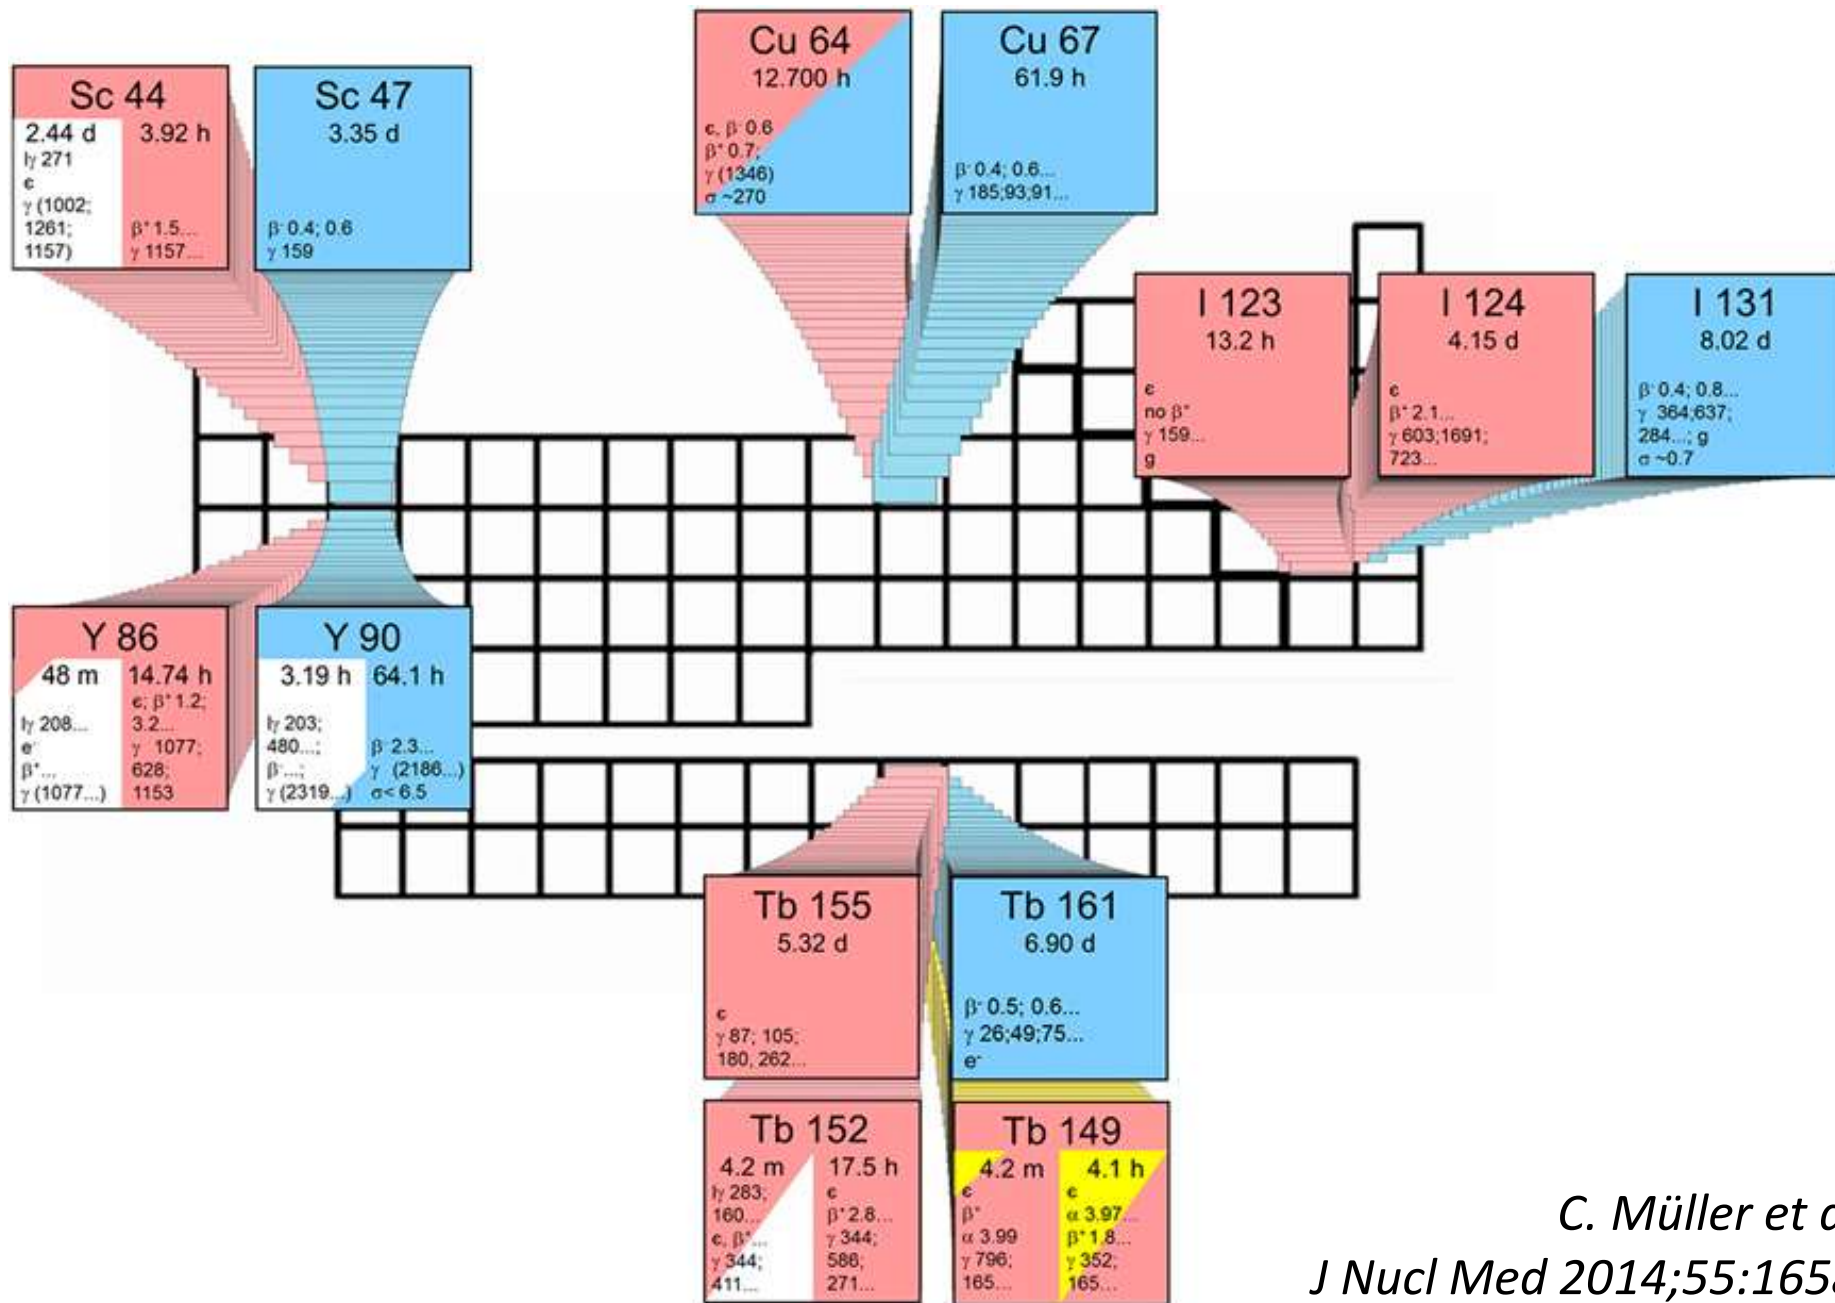 Sc 44
2.44 d 3.92 h
Iγ 271
ϵ
γ (1002;
1261; β⁺ 1.5...
1157) γ 1157...
Sc 47
3.35 d
β⁻ 0.4; 0.6
γ 159
Cu 64
12.700 h
ϵ, β⁻ 0.6
β⁺ 0.7;
γ (1346)
σ ~270
Cu 67
61.9 h
β⁻ 0.4; 0.6...
γ 185;93;91...
I 123
13.2 h
ϵ
no β⁺
γ 159...
g
I 124
4.15 d
ϵ
β⁺ 2.1...
γ 603;1691;
723...
I 131
8.02 d
β⁻ 0.4; 0.8...
γ 364;637;
284...; g
σ ~0.7
Y 86
48 m 14.74 h
ϵ; β⁺ 1.2;
Iγ 208... 3.2...
e⁻ γ 1077;
β⁺... 628;
γ (1077...) 1153
Y 90
3.19 h 64.1 h
Iγ 203;
480...; β⁻ 2.3...
β⁻...; γ (2186...)
γ (2319...) σ< 6.5
Tb 155
5.32 d
ϵ
γ 87; 105;
180, 262...
Tb 161
6.90 d
β⁻ 0.5; 0.6...
γ 26;49;75...
e⁻
Tb 152
4.2 m 17.5 h
Iγ 283; ϵ
160... β⁺ 2.8...
ϵ, β⁺... γ 344;
γ 344; 586;
411... 271...
Tb 149
4.2 m 4.1 h
ϵ ϵ
β⁺ α 3.97...
α 3.99 β⁺ 1.8...
γ 796; γ 352;
165... 165...
C. Müller et
J Nucl Med 2014;55:165